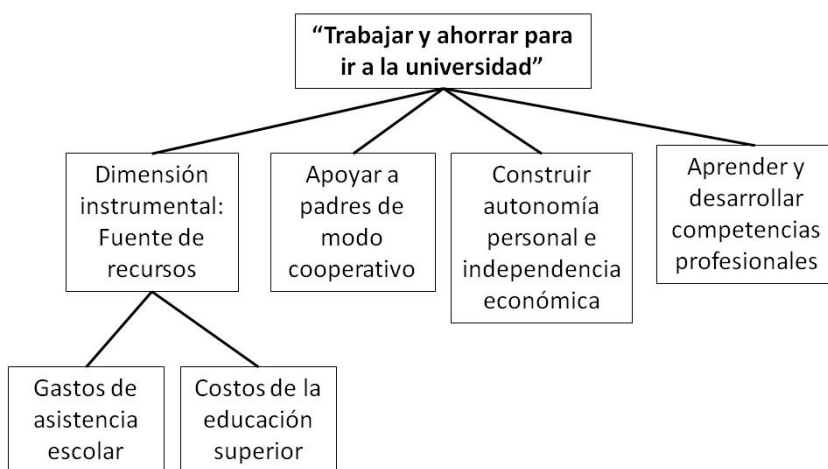 “Trabajar y ahorrar para
ir a la universidad”
Dimensión
instrumental:
Fuente de
recursos
Apoyar a
padres de
modo
cooperativo
Construir
autonomía
personal e
independencia
económica
Aprender y
desarrollar
competencias
profesionales
Gastos de
asistencia
escolar
Costos de la
educación
superior